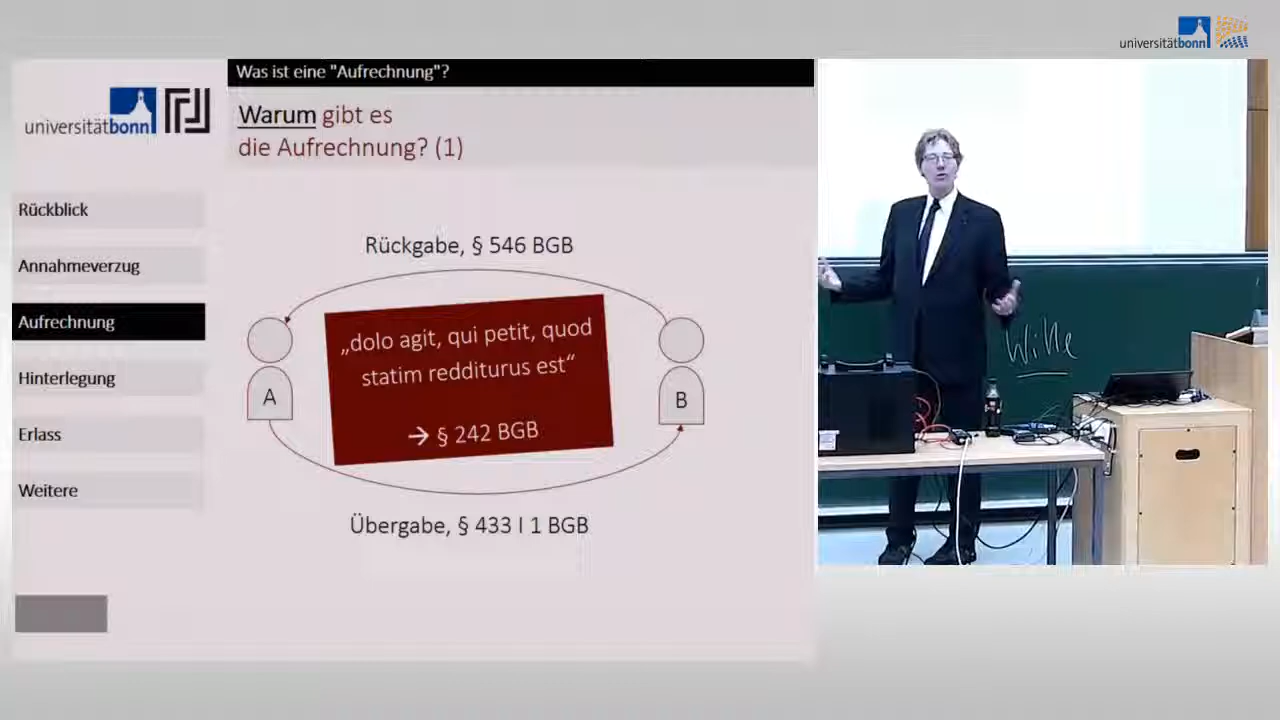 universitätbonn
Was ist eine "Aufrechnung"?
universitätbonn
Warum gibt es
die Aufrechnung? (1)
Rückblick
Annahmeverzug
Aufrechnung
Hinterlegung
Erlass
Weitere
Rückgabe, § 546 BGB
„dolo agit, qui petit, quod
statim redditurus est“
→ § 242 BGB
A
B
Übergabe, § 433 I 1 BGB
Wille